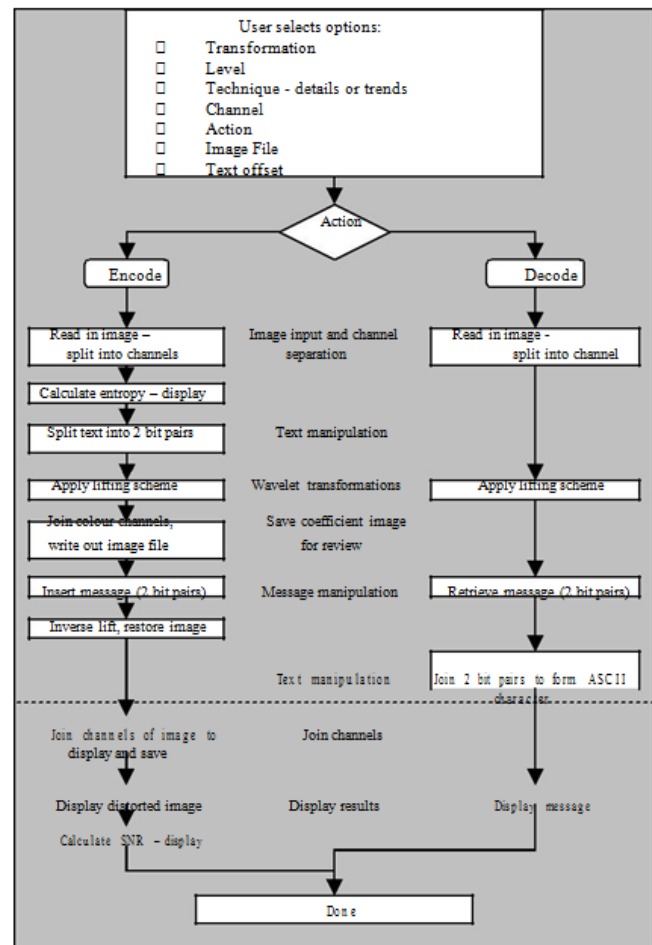 User selects options:
Transformation
Level
Technique - details or trends
Channel
Action
Image File
Text offset
Action
Encode
Decode
Read in image –
split into channels
Image input and channel
separation
Read in image -
split into channel
Calculate entropy – display
Split text into 2 bit pairs
Text manipulation
Apply lifting scheme
Wavelet transformations
Apply lifting scheme
Join colour channels,
write out image file
Save coefficient image
for review
Insert message (2 bit pairs)
Message manipulation
Retrieve message (2 bit pairs)
Inverse lift, restore image
Text manipulation
Join 2 bit pairs to form ASCII
character
Join channels of image to
display and save
Join channels
Display distorted image
Display results
Display message
Calculate SNR – display
Done